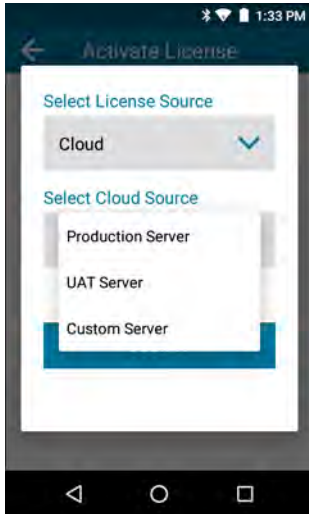 1:33 PM
Activate License
Select License Source
Cloud
Select Cloud Source
Production Server
UAT Server
Custom Server